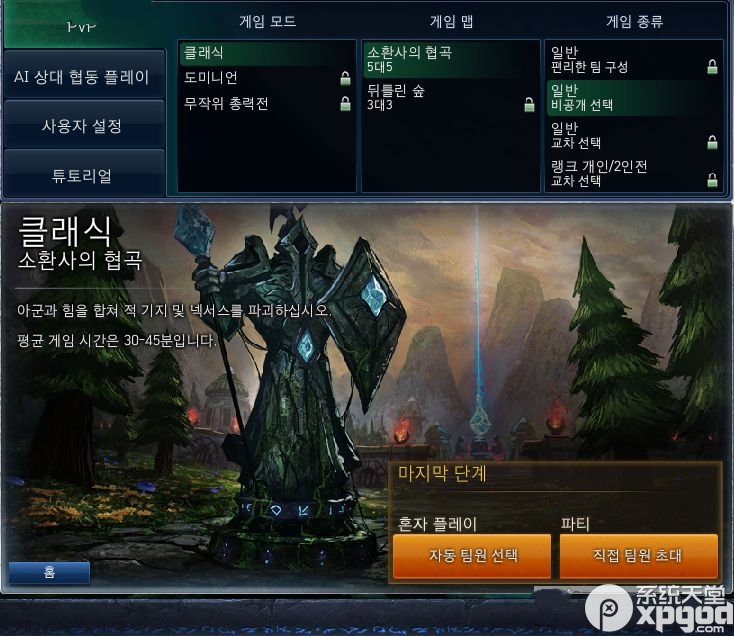 PvP
게임 모드
게임 맵
게임 종류
AI 상대 협동 플레이
사용자 설정
튜토리얼
클래식
도미니언
무작위 총력전
소환사의 협곡
5대5
뒤틀린 숲
3대3
일반
편리한 팀 구성
일반
비공개 선택
일반
교차 선택
랭크 개인/2인전
교차 선택
클래식
소환사의 협곡
아군과 힘을 합쳐 적 기지 및 넥서스를 파괴하십시오.
평균 게임 시간은 30-45분입니다.
마지막 단계
혼자 플레이
파티
자동 팀원 선택
직접 팀원 초대
홈
系统天堂
xpgod
.com